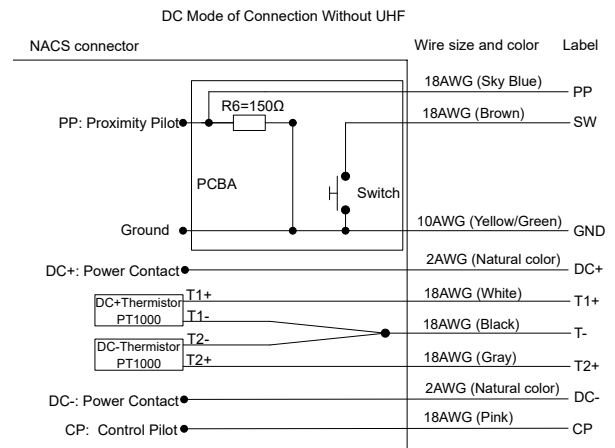 DC Mode of Connection Without UHF
NACS connector
Wire size and color
Label
18AWG (Sky Blue)
PP
R6=150Ω
18AWG (Brown)
PP: Proximity Pilot
SW
PCBA
Switch
10AWG (Yellow/Green)
Ground
GND
2AWG (Natural color)
DC+: Power Contact
DC+
DC+Thermistor
PT1000
T1+
18AWG (White)
T1+
T1-
18AWG (Black)
T-
T2-
DC-Thermistor
PT1000
T2+
18AWG (Gray)
T2+
2AWG (Natural color)
DC-: Power Contact
DC-
18AWG (Pink)
CP: Control Pilot
CP